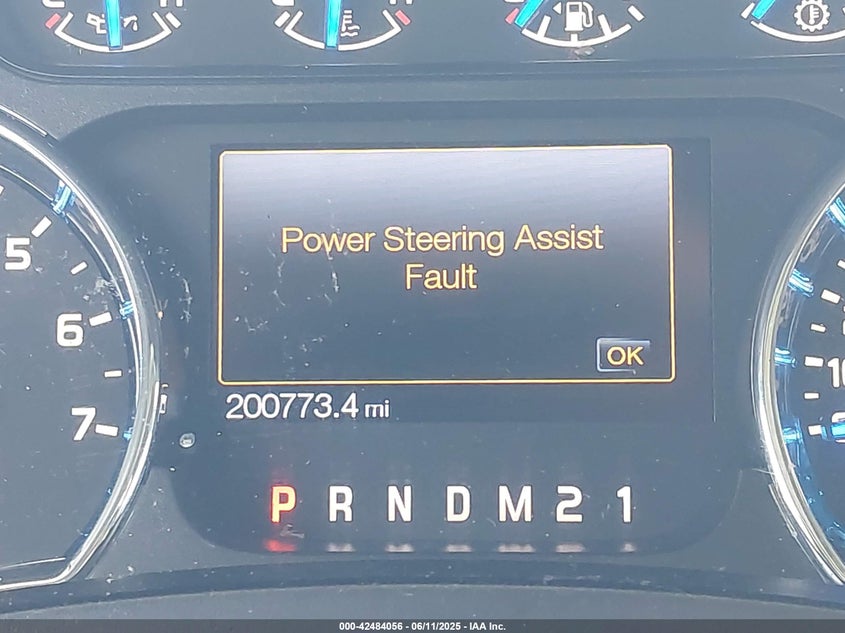 5
6
7
Power Steering Assist
Fault
OK
200773.4 mi
P R N D M 2 1
000-42484056 - 06/11/2025 - IAA Inc.